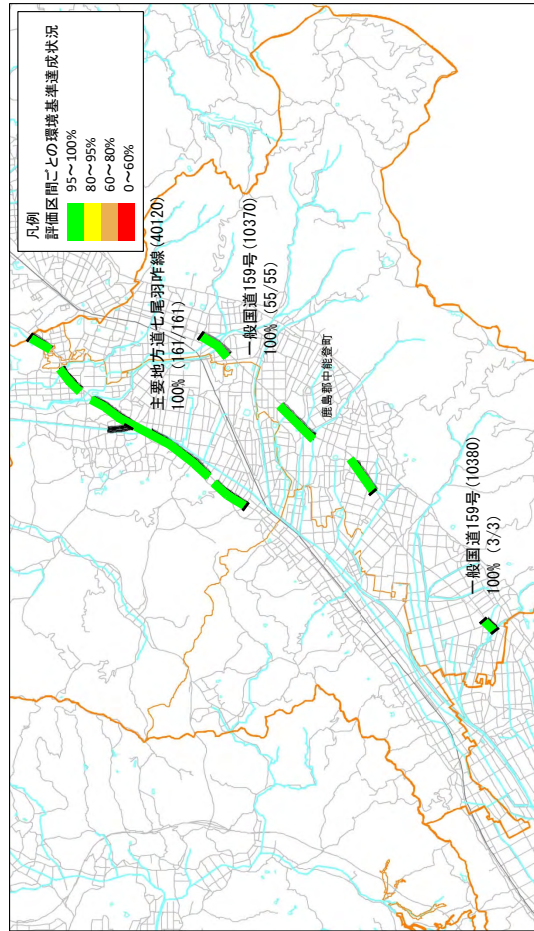 凡例
評価区間ごとの環境基準達成状況
95～100%
80～95%
60～80%
0～60%
主要地方道七尾羽咋線(40120)
100% (161/161)
一般国道159号(10370)
100% (55/55)
鹿島郡中能登町
一般国道159号(10380)
100% (3/3)